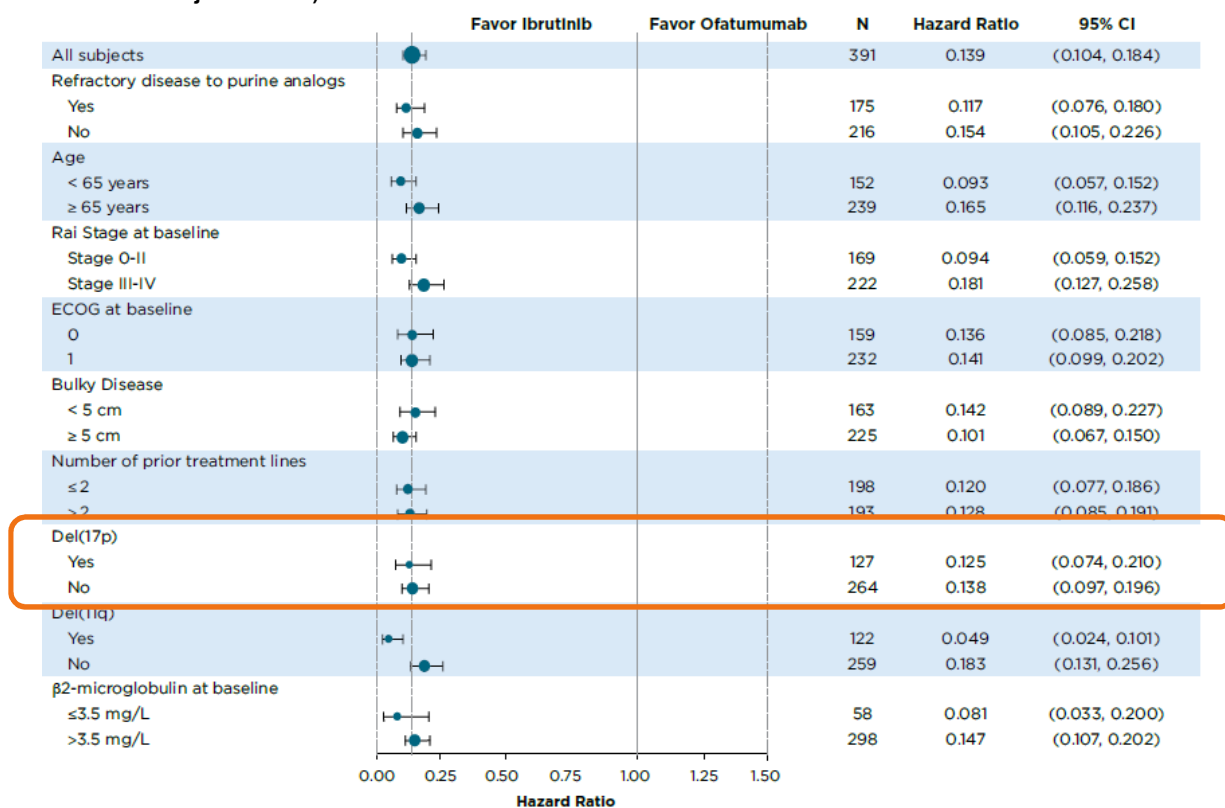 Favor Ibrutinib Favor Ofatumumab N Hazard Ratio 95% CI
All subjects 391 0.139 (0.104, 0.184)
Refractory disease to purine analogs
Yes 175 0.117 (0.076, 0.180)
No 216 0.154 (0.105, 0.226)
Age
< 65 years 152 0.093 (0.057, 0.152)
≥ 65 years 239 0.165 (0.116, 0.237)
Rai Stage at baseline
Stage 0-II 169 0.094 (0.059, 0.152)
Stage III-IV 222 0.181 (0.127, 0.258)
ECOG at baseline
0 159 0.136 (0.085, 0.218)
1 232 0.141 (0.099, 0.202)
Bulky Disease
< 5 cm 163 0.142 (0.089, 0.227)
≥ 5 cm 225 0.101 (0.067, 0.150)
Number of prior treatment lines
≤ 2 198 0.120 (0.077, 0.186)
>2 193 0.128 (0.085, 0.191)
Del(17p)
Yes 127 0.125 (0.074, 0.210)
No 264 0.138 (0.097, 0.196)
Del(11q)
Yes 122 0.049 (0.024, 0.101)
No 259 0.183 (0.131, 0.256)
β2-microglobulin at baseline
≤3.5 mg/L 58 0.081 (0.033, 0.200)
>3.5 mg/L 298 0.147 (0.107, 0.202)
0.00 0.25 0.50 0.75 1.00 1.25 1.50
Hazard Ratio